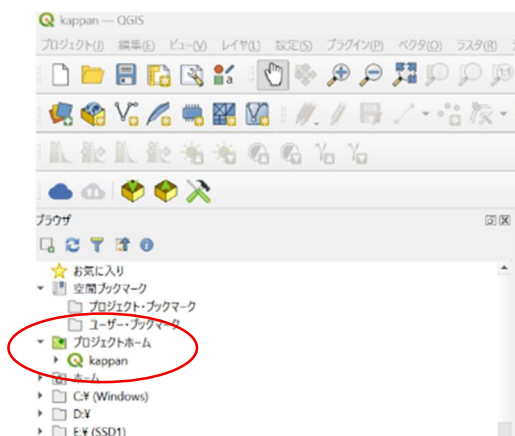 kappan — QGIS
プロジェクト(J) 編集(E) ビュー(V) レイヤ(L) 設定(S) プラグイン(P) ベクタ(O) ラスタ(R)
ブラウザ
お気に入り
空間ブックマーク
プロジェクト・ブックマーク
ユーザー・ブックマーク
プロジェクトホーム
kappan
ホーム
C:¥ (Windows)
D:¥
E:¥ (SSD1)